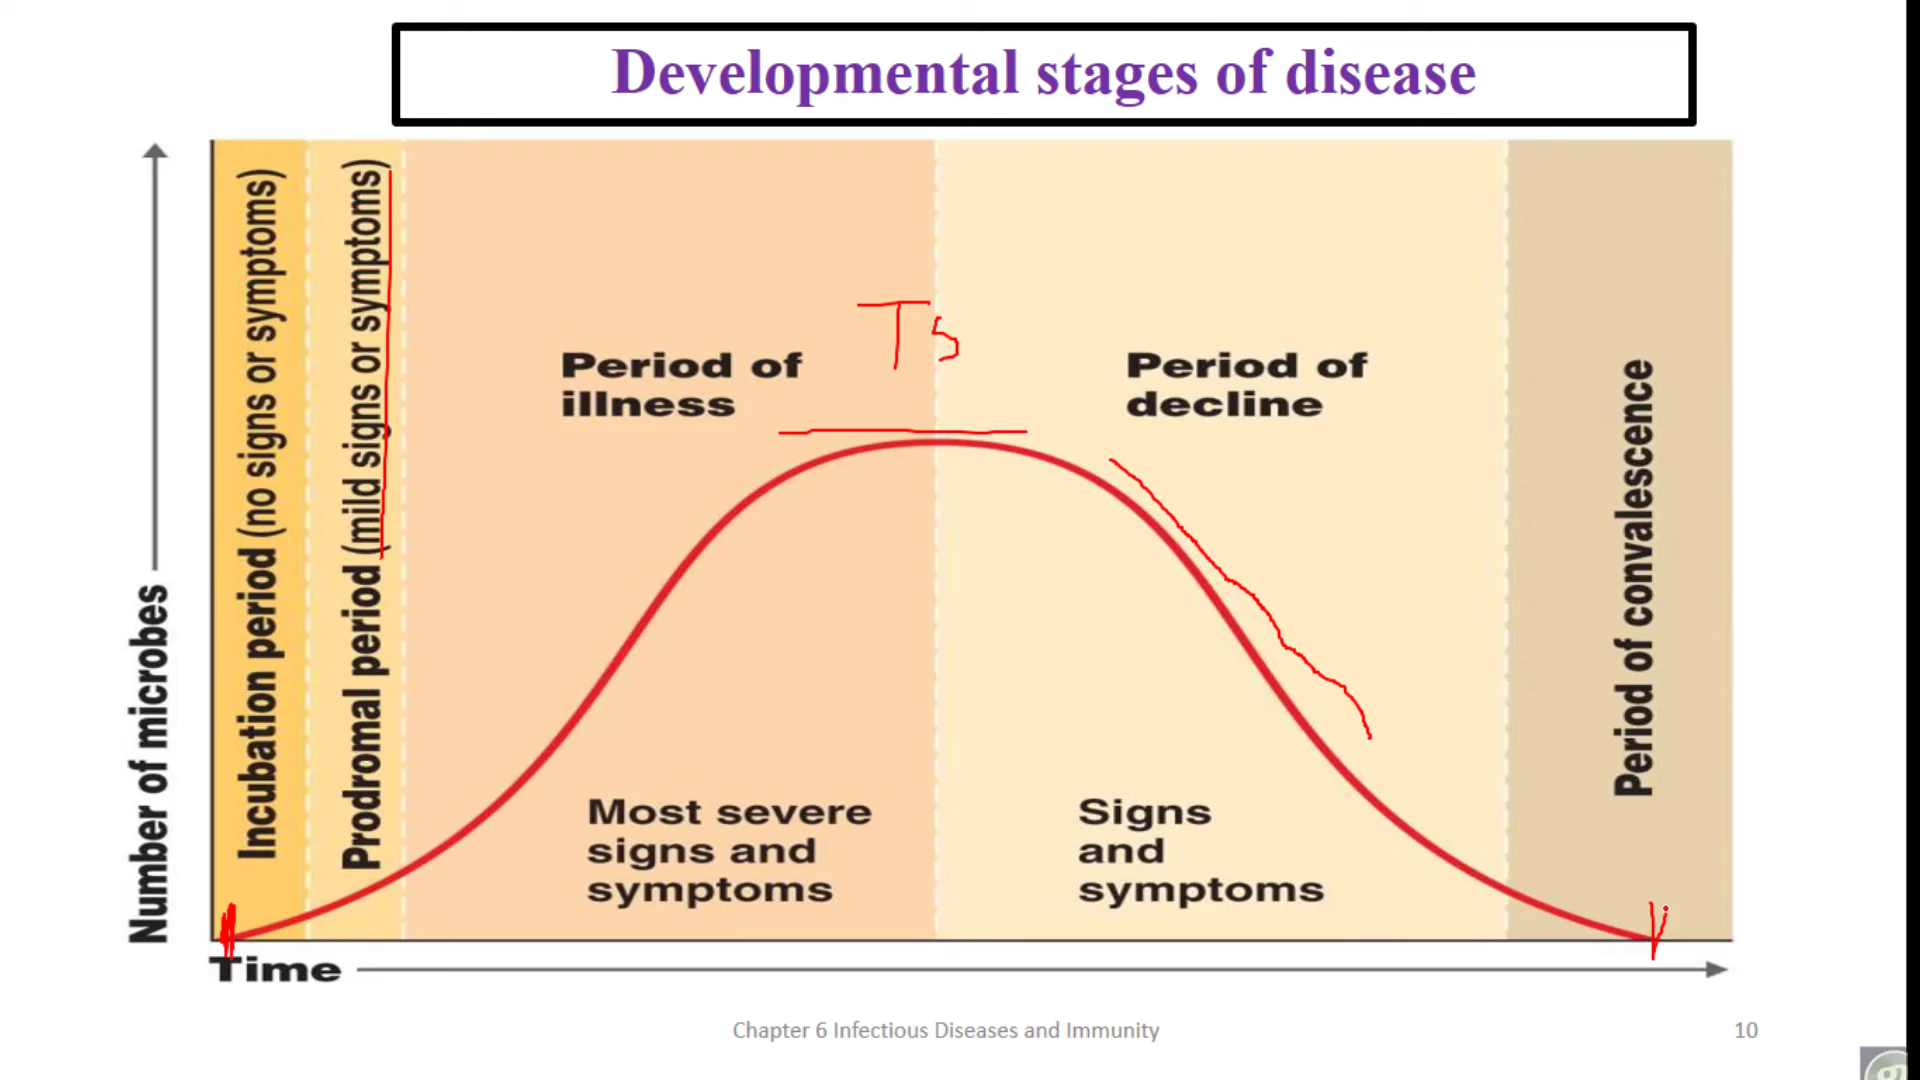 Developmental stages of disease
Number of microbes
Incubation period (no signs or symptoms)
Prodromal period (mild signs or symptoms)
Period of
illness
Most severe
signs and
symptoms
Period of
decline
Signs
and
symptoms
Period of convalescence
Time
Chapter 6 Infectious Diseases and Immunity
10